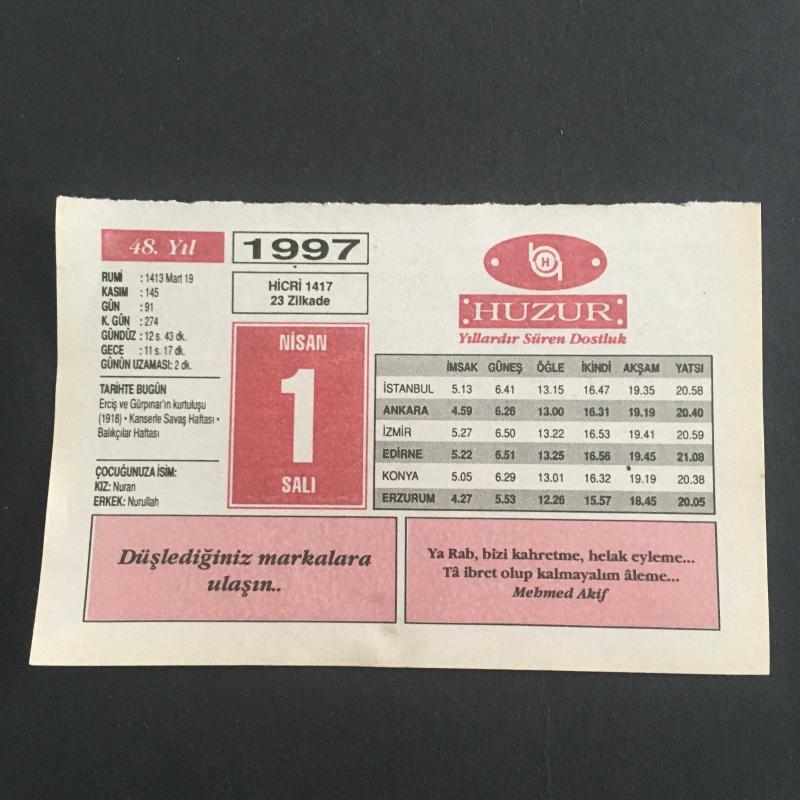 48. Yıl
1997
RUMİ : 1413 Mart 19
KASIM : 145
GÜN : 91
K. GÜN : 274
GÜNDÜZ : 12 s. 43 dk.
GECE : 11 s. 17 dk.
GÜNÜN UZAMASI: 2 dk.
TARİHTE BUGÜN
Erciş ve Gürpınar'ın kurtuluşu
(1918) • Kanserle Savaş Haftası •
Balıkçılar Haftası
ÇOCUĞUNUZA İSİM:
KIZ: Nuran
ERKEK: Nurullah
HİCRİ 1417
23 Zilkade
NİSAN
1
SALI
H
HUZUR
Yıllardır Süren Dostluk
İMSAK GÜNEŞ ÖĞLE İKİNDİ AKŞAM YATSI
İSTANBUL 5.13 6.41 13.15 16.47 19.35 20.58
ANKARA 4.59 6.26 13.00 16.31 19.19 20.40
İZMİR 5.27 6.50 13.22 16.53 19.41 20.59
EDİRNE 5.22 6.51 13.25 16.56 19.45 21.08
KONYA 5.05 6.29 13.01 16.32 19.19 20.38
ERZURUM 4.27 5.53 12.26 15.57 18.45 20.05
Düşlediğiniz markalara
ulaşın..
Ya Rab, bizi kahretme, helak eyleme...
Tâ ibret olup kalmayalım âleme...
Mehmed Akif